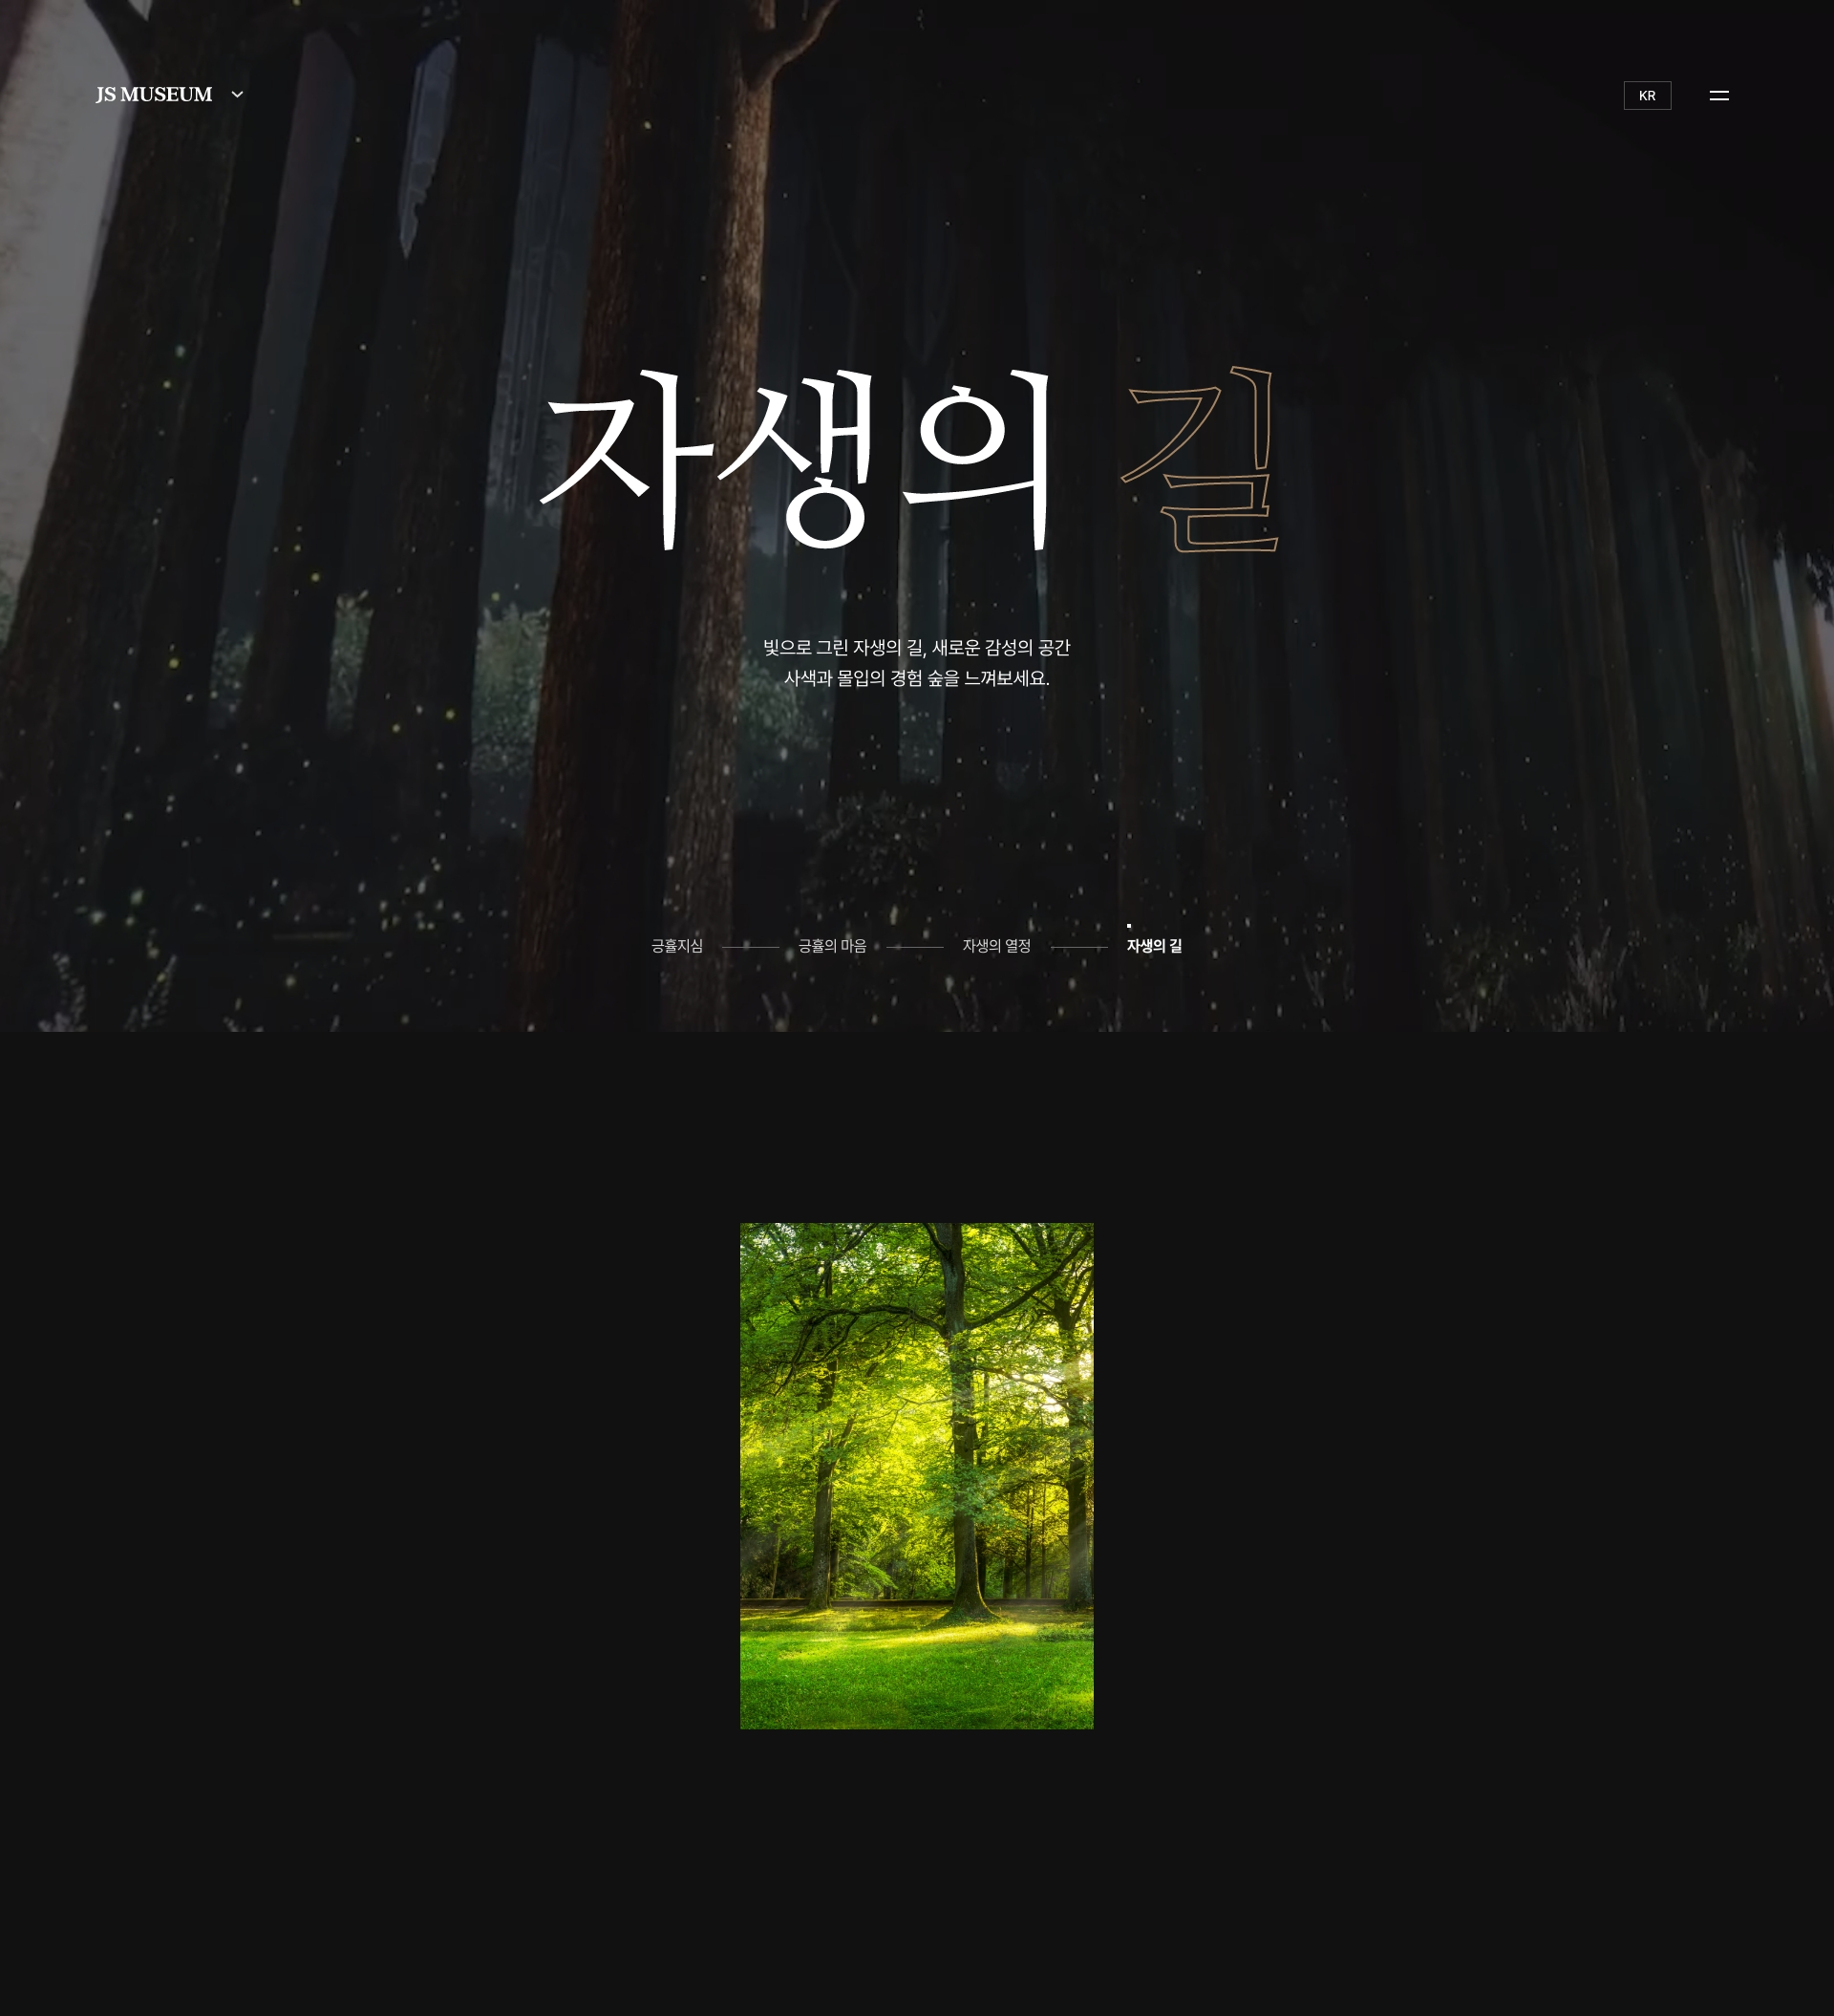 JS MUSEUM
KR
자생의 길
빛으로 그린 자생의 길, 새로운 감성의 공간
사색과 몰입의 경험 숲을 느껴보세요.
긍휼지심 긍휼의 마음 자생의 열정 자생의 길